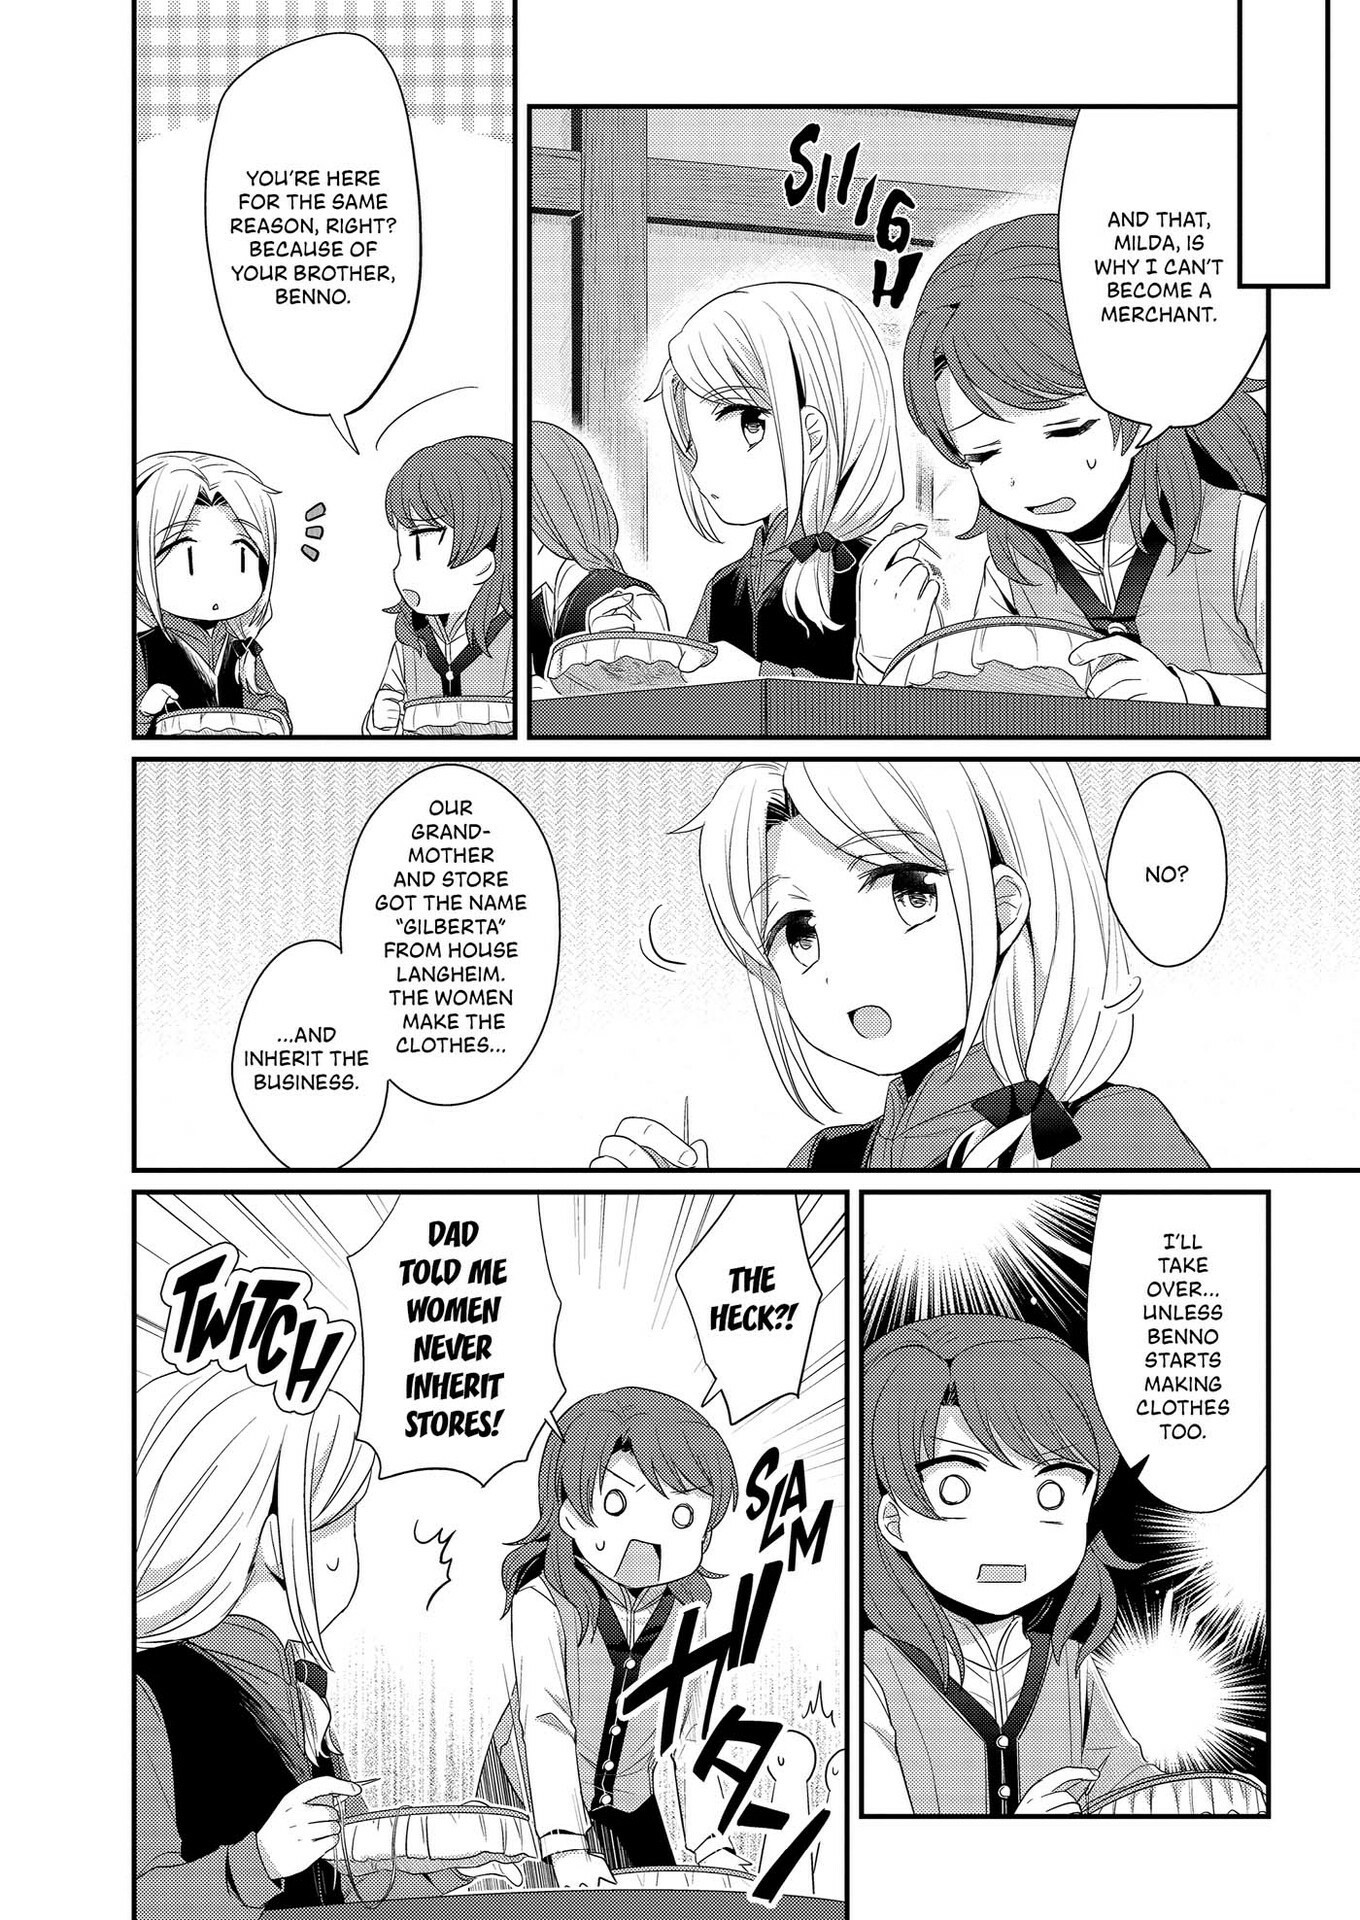 AND THAT,
MILDA, IS
WHY I CAN'T
BECOME A
MERCHANT.
SIIIIGH
YOU'RE HERE
FOR THE SAME
REASON, RIGHT?
BECAUSE OF
YOUR BROTHER,
BENNO.
NO?
OUR
GRAND-
MOTHER
AND STORE
GOT THE NAME
"GILBERTA"
FROM HOUSE
LANGHEIM.
THE WOMEN
MAKE THE
CLOTHES...
...AND
INHERIT THE
BUSINESS.
I'LL
TAKE
OVER...
UNLESS
BENNO
STARTS
MAKING
CLOTHES
TOO.
THE
HECK?!
DAD
TOLD ME
WOMEN
NEVER
INHERIT
STORES!
SLAM
ガタン
TWITCH